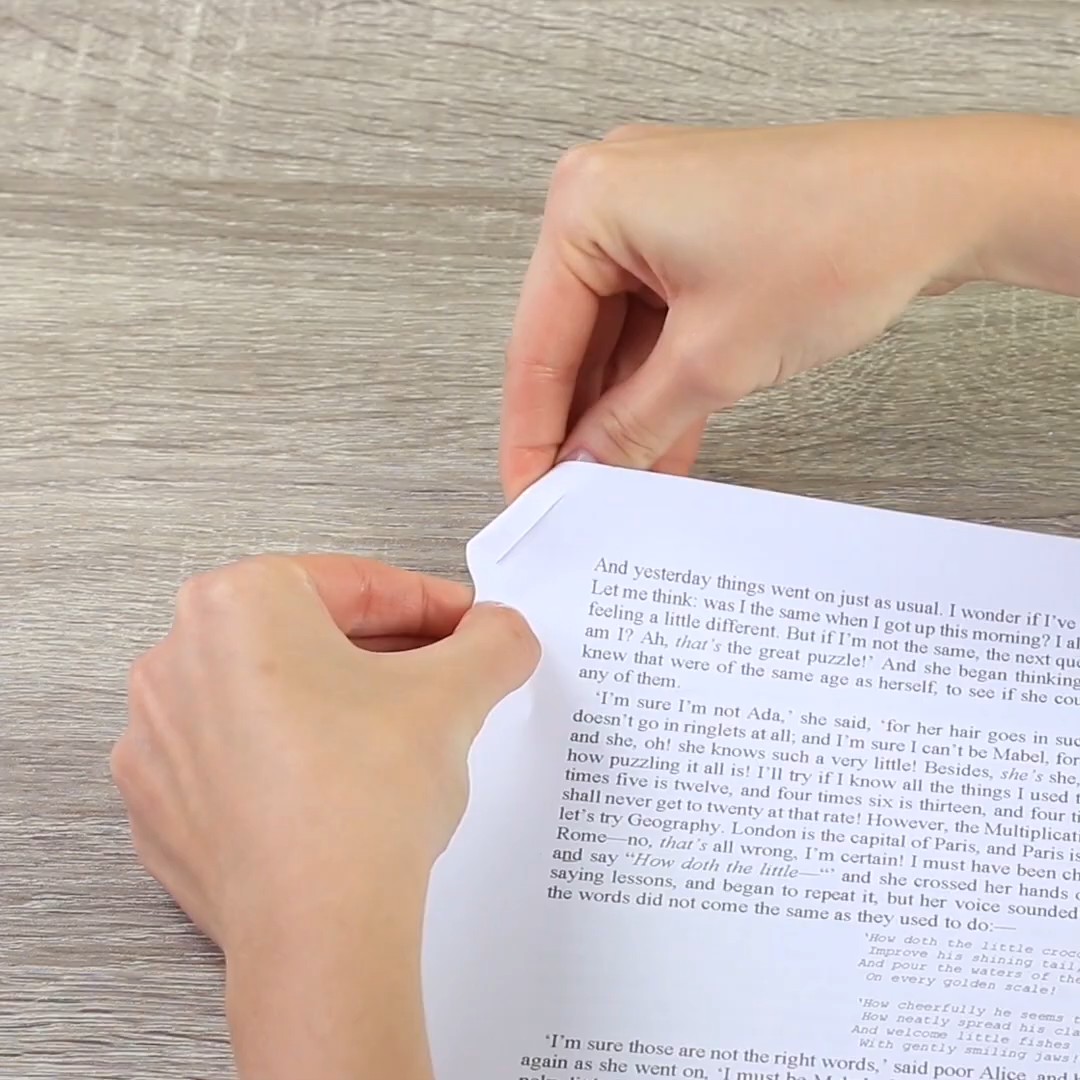 And yesterday things went on just as usual. I wonder if I've
Let me think: was I the same when I got up this morning? I
feeling a little different. But if I'm not the same, the next
am I? Ah, that's the great puzzle!' And she began thinking
knew that were of the same age as herself, to see if she
any of them.
'I'm sure I'm not Ada,' she said, 'for her hair goes in
doesn't go in ringlets at all; and I'm sure I can't be Mabel, for
and she, oh! she knows such a very little! Besides, she's she,
how puzzling it all is! I'll try if I know all the things I used
times five is twelve, and four times six is thirteen, and four
shall never get to twenty at that rate! However, the
let's try Geography. London is the capital of Paris, and Paris is
Rome—no, that's all wrong, I'm certain! I must have been
and say "How doth the little—"' and she crossed her hands
saying lessons, and began to repeat it, but her voice sounded
the words did not come the same as they used to do:—
'How doth the little
Improve his shining
And pour the waters of the
On every golden scale!
'How cheerfully he seems
How neatly spread his
And welcome little fishes
With gently smiling jaws!
'I'm sure those are not the right words,' said poor Alice, and
again as she went on, 'I must be